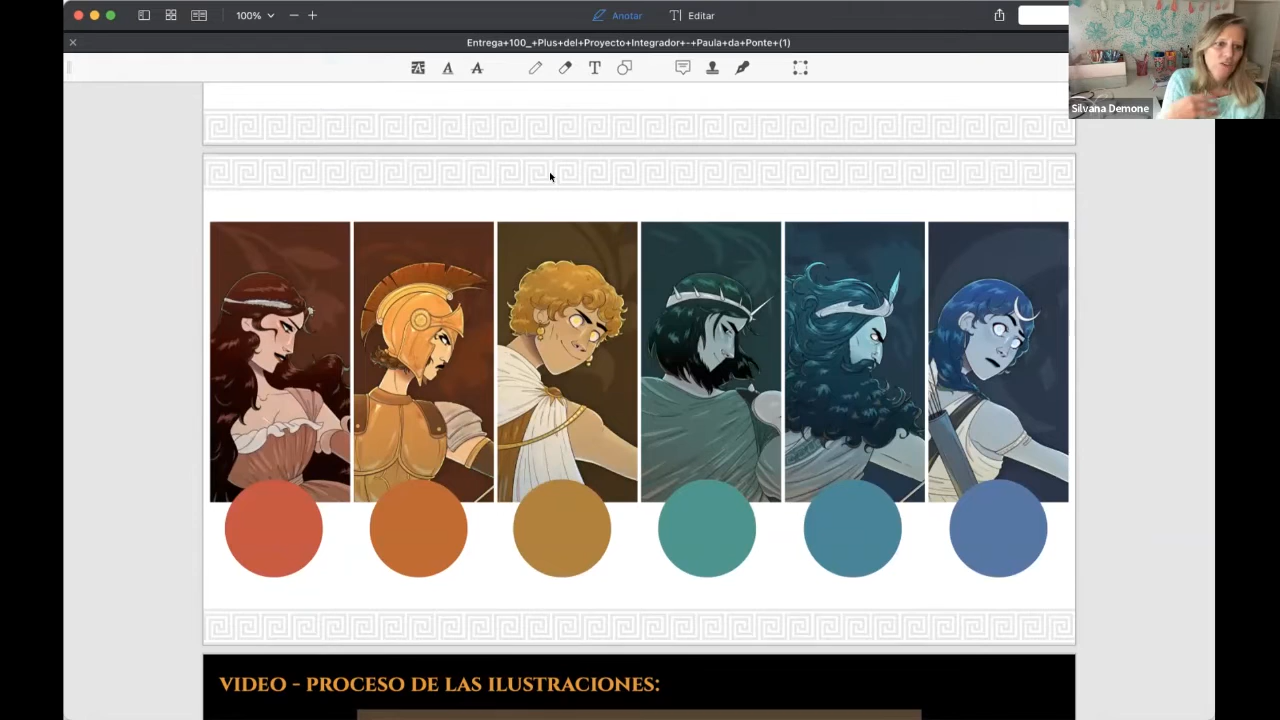 100%
Anotar
Editar
Entrega+100_+Plus+del+Proyecto+Integrador+-+Paula+da+Ponte+(1)
Silvana Demone
VIDEO - PROCESO DE LAS ILUSTRACIONES: